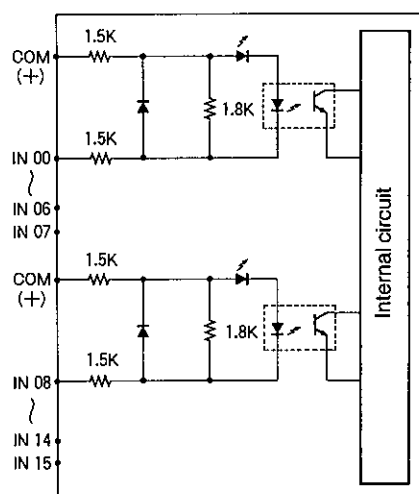 1.5K
COM
(+)
1.8K
1.5K
IN 00
IN 06
IN 07
1.5K
COM
(+)
1.8K
1.5K
IN 08
IN 14
IN 15
Internal circuit